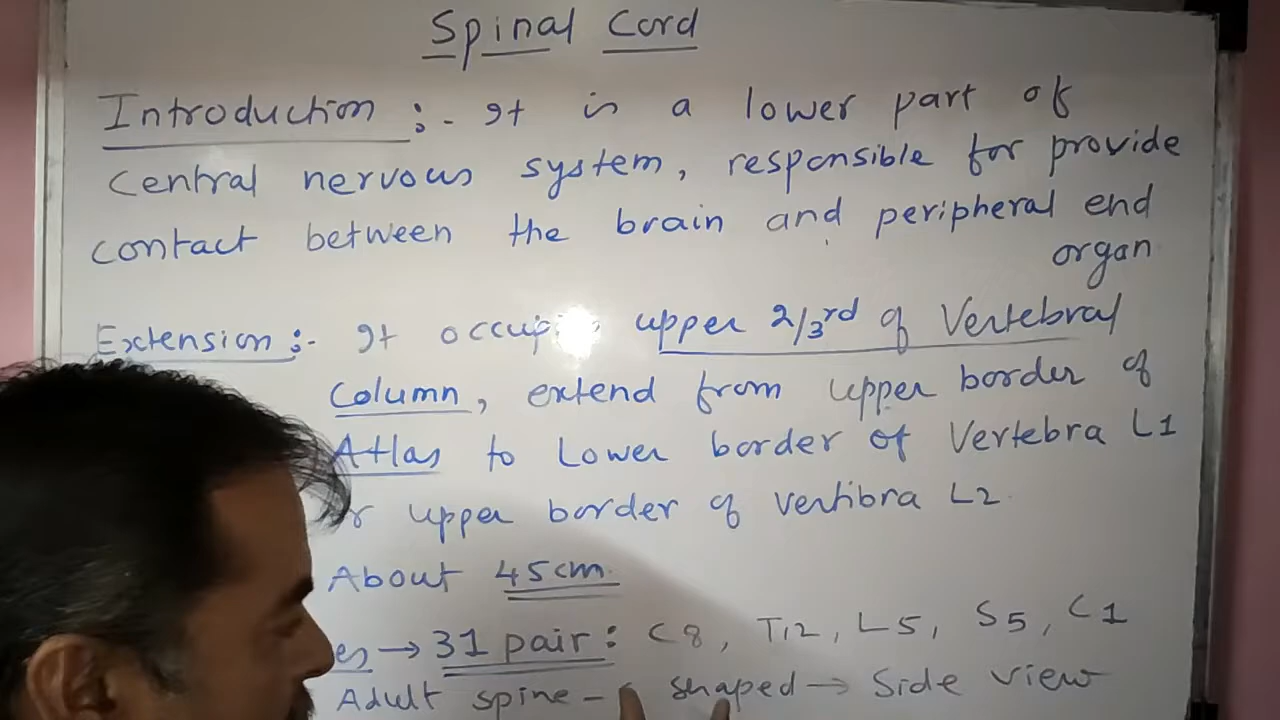 Spinal Cord
Introduction :- It is a lower part of
central nervous system, responsible for provide
contact between the brain and peripheral end
organ
Extension :- It upper 2/3rd of Vertebral
Column, extend from upper border of
Atlas to Lower border of Vertebra L1
upper border of vertibra L2
About 45cm.
→ 31 pair : C8, T12, L5, S5, C1
Adult spine - shaped → Side view